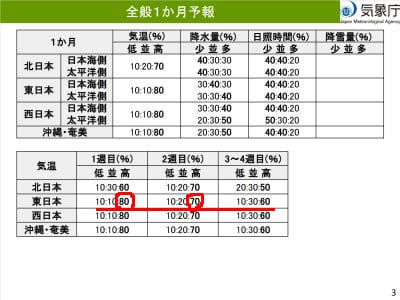 全般1か月予報
気象庁
Japan Meteorological Agency
1か月 気温(%) 降水量(%) 日照時間(%) 降雪量(%)
低 並 高 少 並 多 少 並 多 少 並 多
北日本 日本海側 10:20:70 40:30:30 40:40:20
太平洋側 40:30:30 40:40:20
東日本 日本海側 10:10:80 30:40:30 40:40:20
太平洋側 30:30:40 40:40:20
西日本 日本海側 10:10:80 30:30:40 40:40:20
太平洋側 20:30:50 50:30:20
沖縄・奄美 10:10:80 20:30:50 40:40:20
気温 1週目(%) 2週目(%) 3～4週目(%)
低 並 高 低 並 高 低 並 高
北日本 10:30:60 10:20:70 20:30:50
東日本 10:10:80 10:20:70 10:30:60
西日本 10:10:80 10:20:70 10:30:60
沖縄・奄美 10:10:80 10:20:70 10:30:60
3